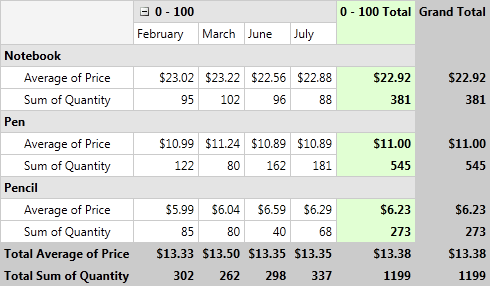 0 - 100 0 - 100 Total Grand Total
February March June July
Notebook
Average of Price $23.02 $23.22 $22.56 $22.88 $22.92 $22.92
Sum of Quantity 95 102 96 88 381 381
Pen
Average of Price $10.99 $11.24 $10.89 $10.89 $11.00 $11.00
Sum of Quantity 122 80 162 181 545 545
Pencil
Average of Price $5.99 $6.04 $6.59 $6.29 $6.23 $6.23
Sum of Quantity 85 80 40 68 273 273
Total Average of Price $13.33 $13.50 $13.35 $13.35 $13.38 $13.38
Total Sum of Quantity 302 262 298 337 1199 1199